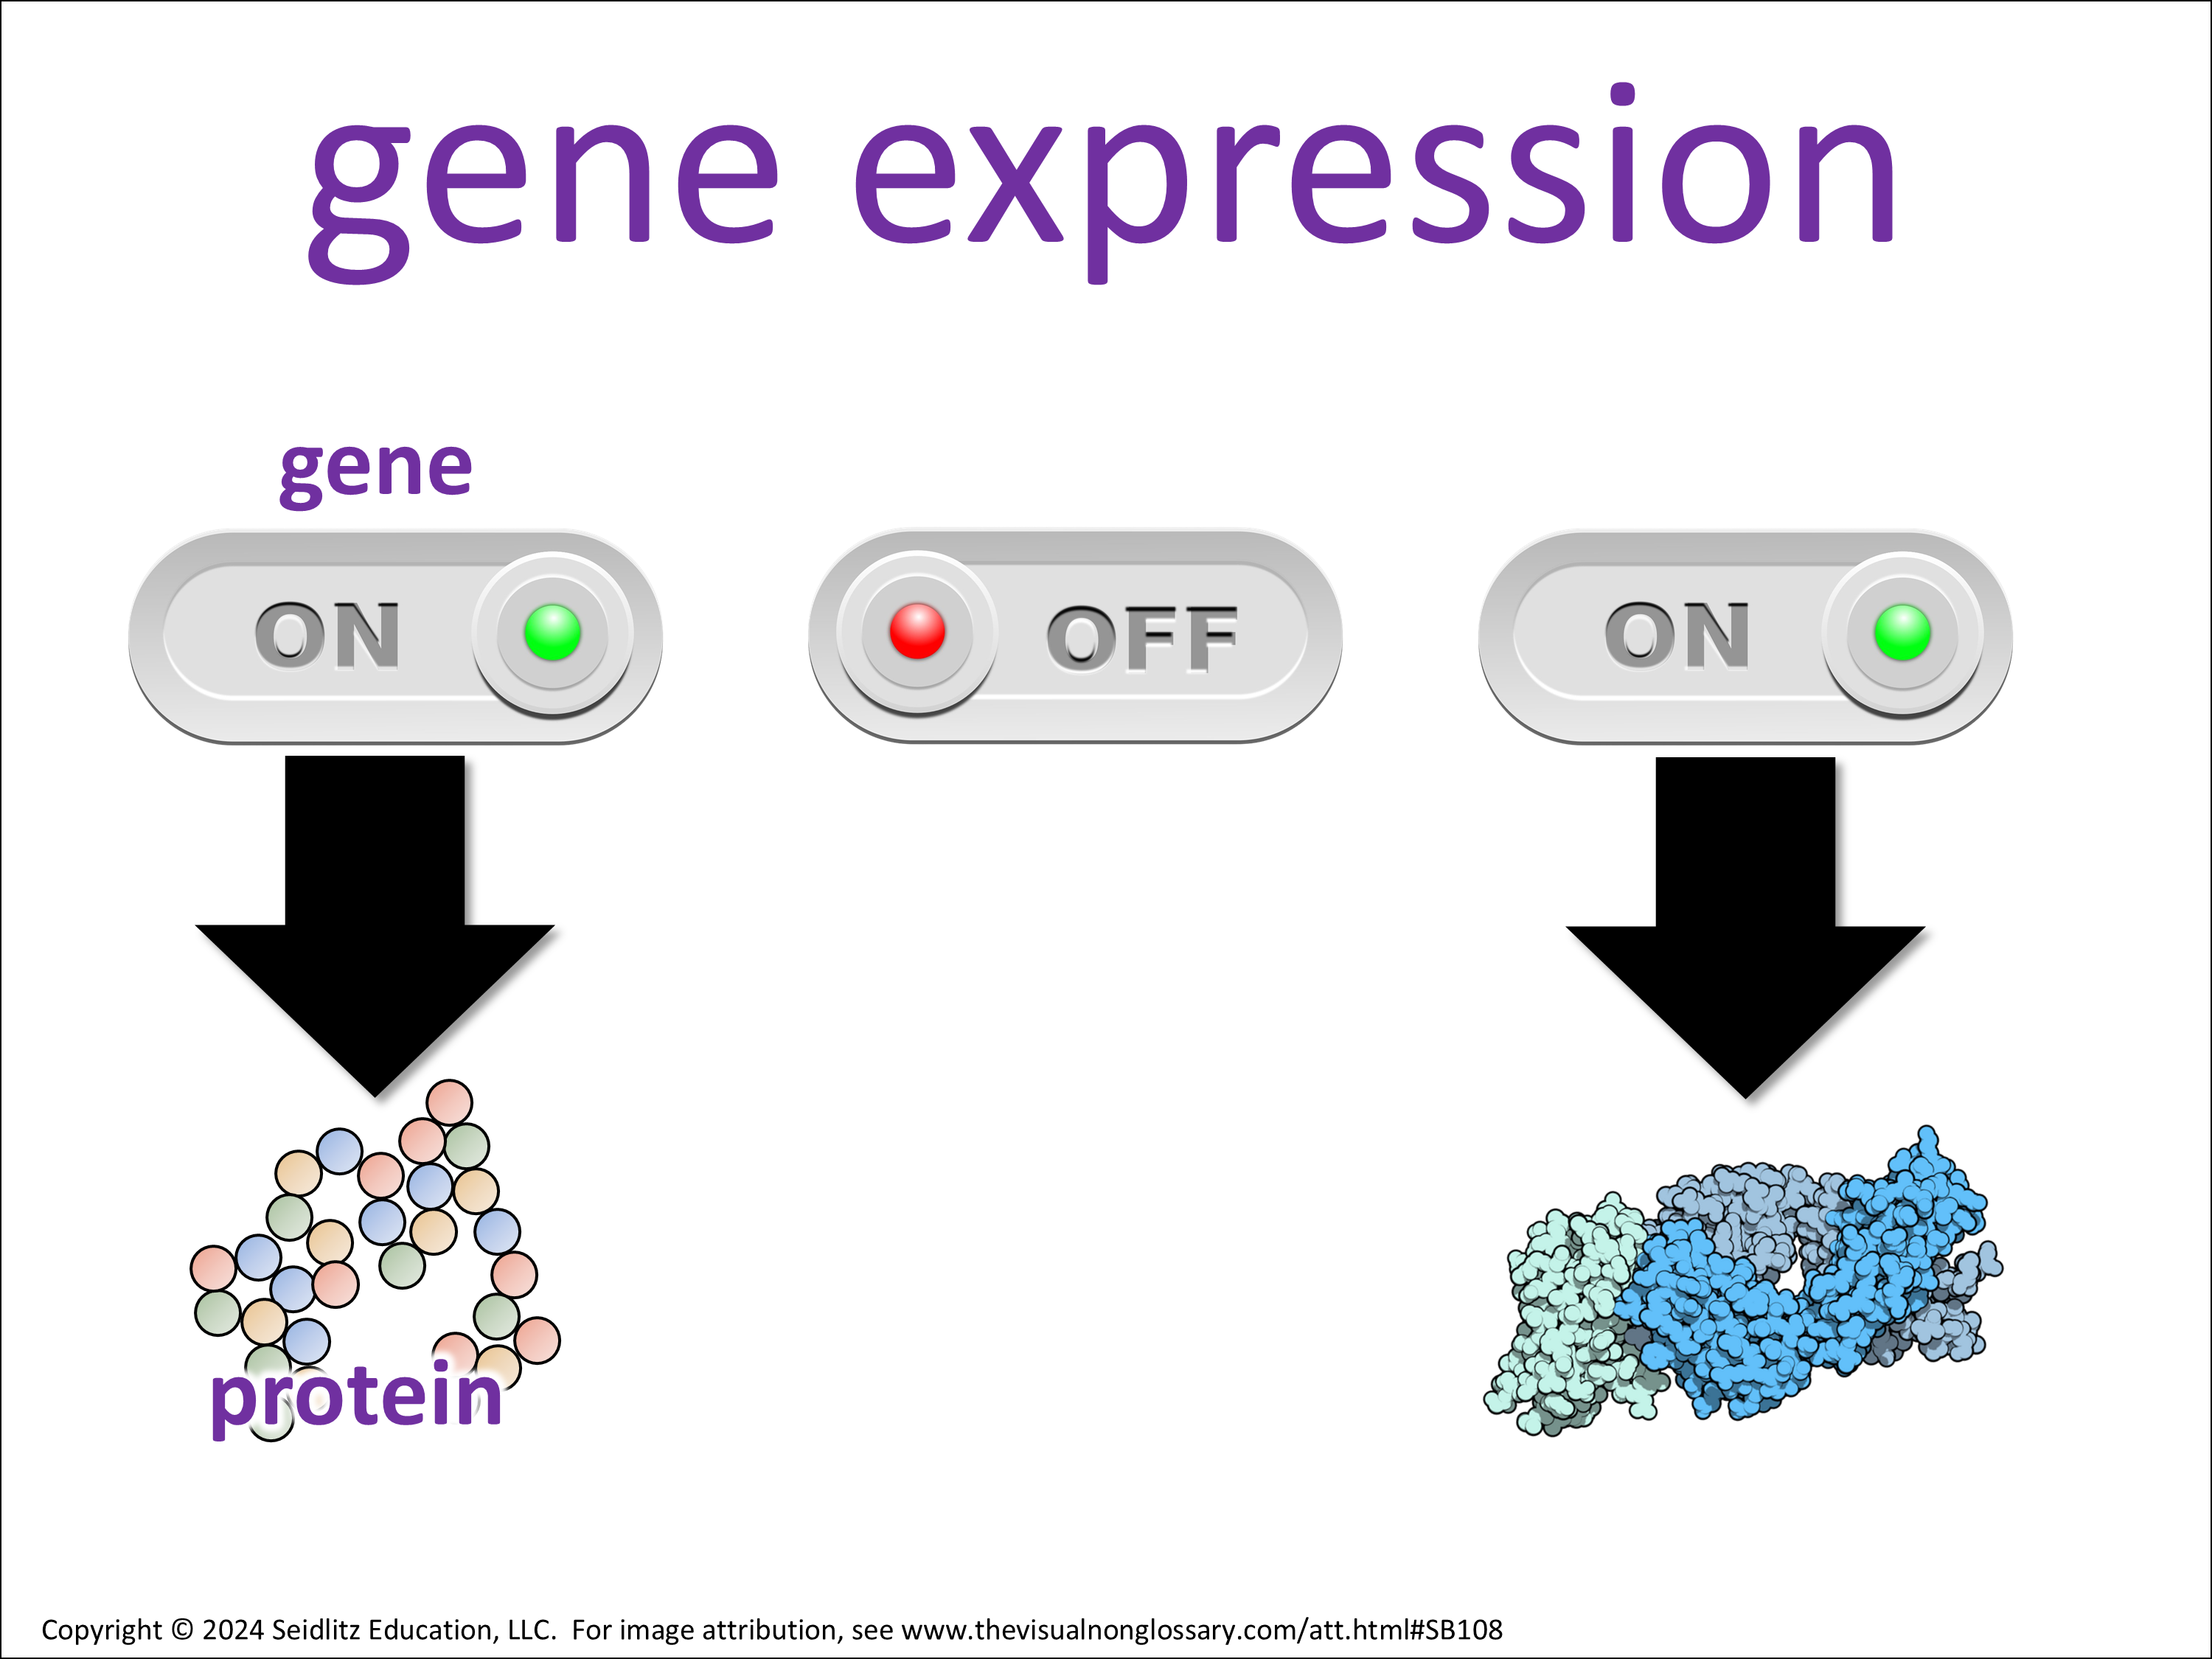 gene expression
gene
ON
OFF
ON
protein
Copyright © 2024 Seidlitz Education, LLC.  For image attribution, see www.thevisualnonglossary.com/att.html#SB108